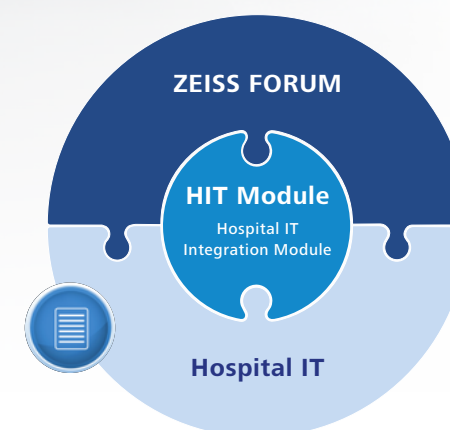 ZEISS FORUM
HIT Module
Hospital IT
Integration Module
Hospital IT